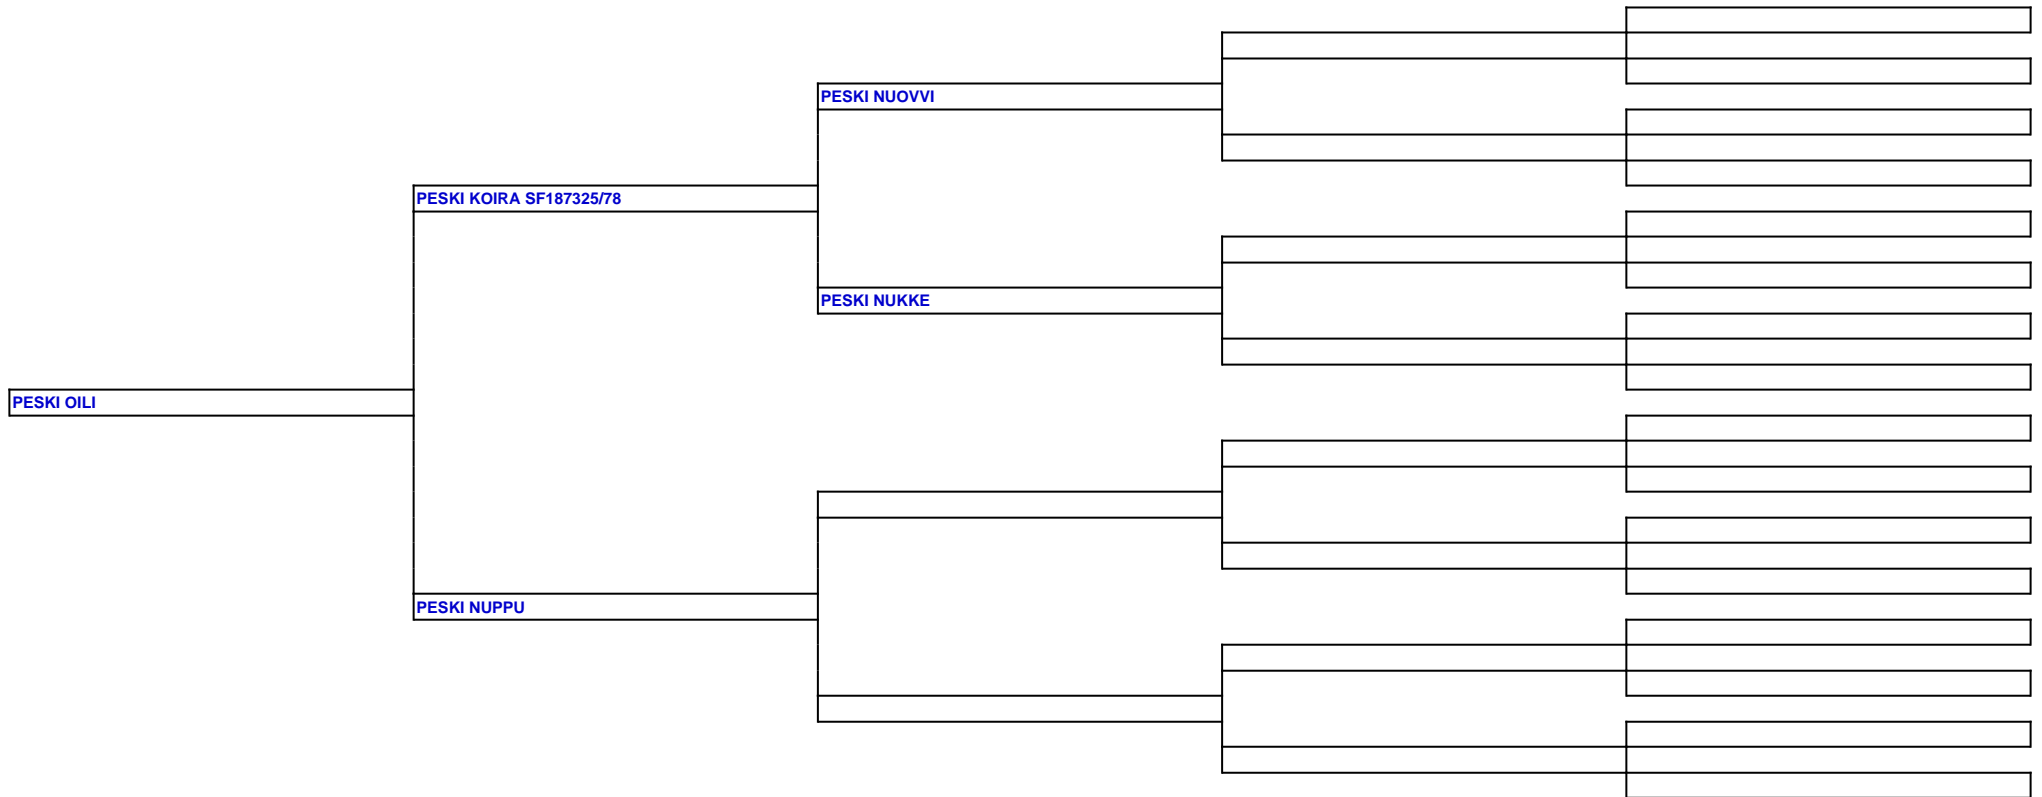 PESKI NUOVVI
PESKI KOIRA SF187325/78
PESKI NUKKE
PESKI OILI
PESKI NUPPU